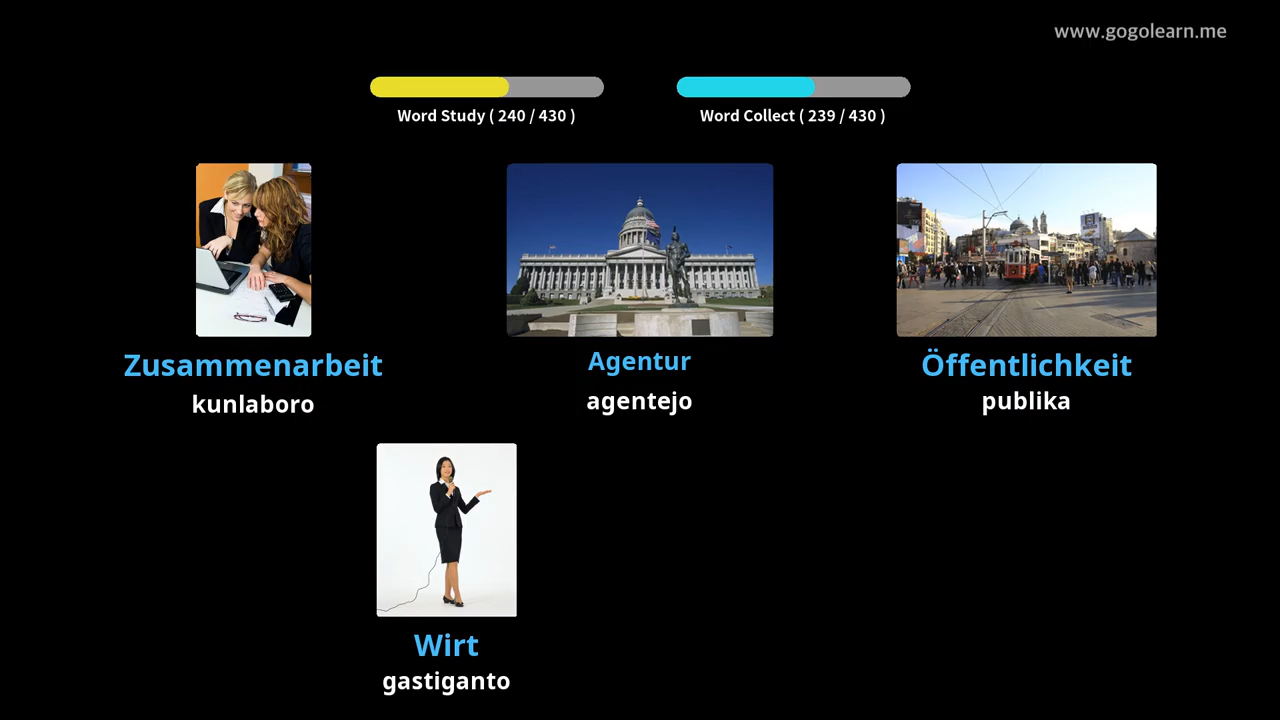 www.gogolearn.me
Word Study ( 240 / 430 )
Word Collect ( 239 / 430 )
Zusammenarbeit
kunlaboro
Agentur
agentejo
Öffentlichkeit
publika
Wirt
gastiganto